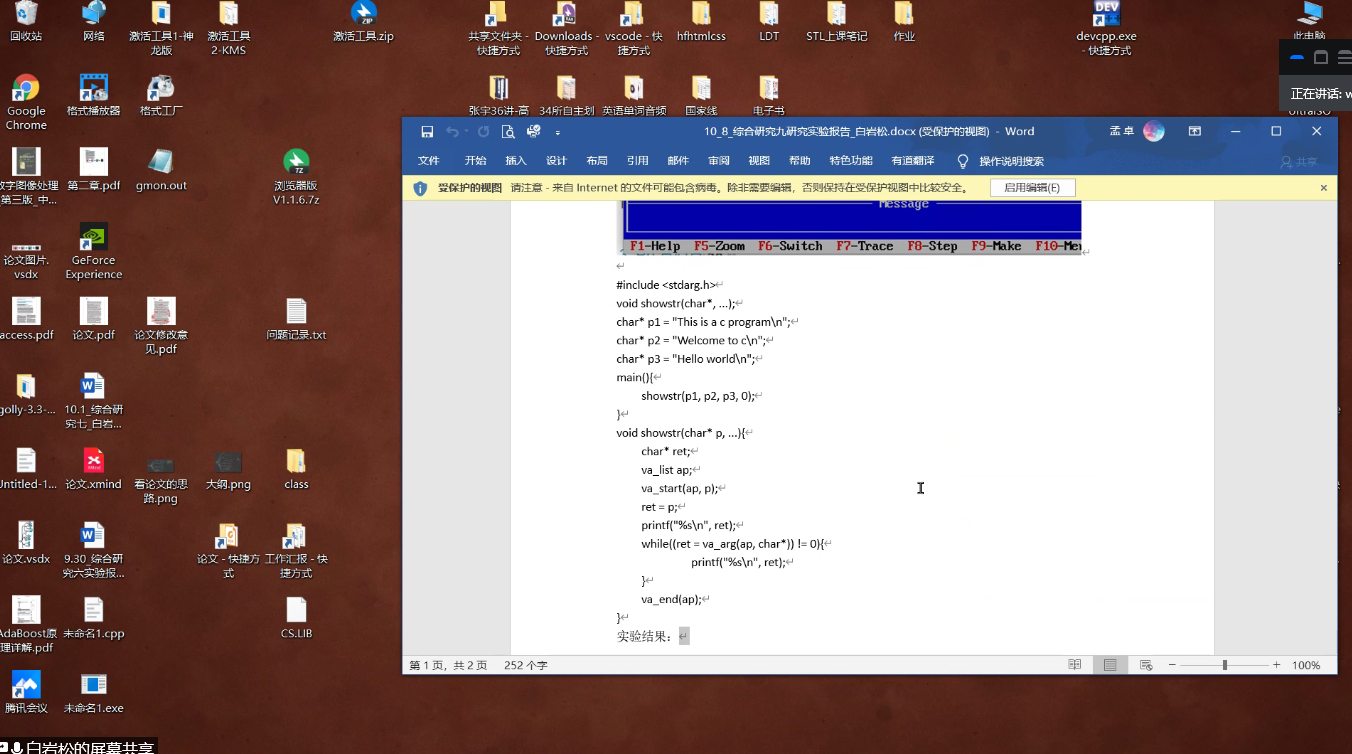 回收站
网络
激活工具1-神
龙版
激活工具
2-KMS
激活工具.zip
共享文件夹 -
快捷方式
Downloads -
快捷方式
vscode - 快
捷方式
hfhtmlcss
LDT
STL上课笔记
作业
devcpp.exe
- 快捷方式
此电脑
正在讲话: w
Google
Chrome
格式播放器
格式工厂
张宇36讲-高
34所自主划
英语单词音频
国家线
电子书
UltraISO
10_8_综合研究九研究实验报告_白岩松.docx (受保护的视图) - Word
孟 卓
文件 开始 插入 设计 布局 引用 邮件 审阅 视图 帮助 特色功能 有道翻译 操作说明搜索 共享
受保护的视图 请注意 - 来自 Internet 的文件可能包含病毒。除非需要编辑，否则保持在受保护视图中比较安全。 启用编辑(E)
数字图像处理
第三版_中...
第二章.pdf
gmon.out
浏览器版
V1.1.6.7z
论文图片.
vsdx
GeForce
Experience
access.pdf
论文.pdf
论文修改意
见.pdf
问题记录.txt
golly-3.3-...
10.1_综合研
究七_白岩...
Untitled-1...
论文.xmind
看论文的思
路.png
大纲.png
class
论文.vsdx
9.30_综合研
究六实验报...
论文 - 快捷方
式
工作汇报 - 快
捷方式
AdaBoost原
理详解.pdf
未命名1.cpp
CS.LIB
腾讯会议
未命名1.exe
Message
F1-Help F5-Zoom F6-Switch F7-Trace F8-Step F9-Make F10-Men
#include <stdarg.h>
void showstr(char*, ...);
char* p1 = "This is a c program\n";
char* p2 = "Welcome to c\n";
char* p3 = "Hello world\n";
main(){
showstr(p1, p2, p3, 0);
}
void showstr(char* p, ...){
char* ret;
va_list ap;
va_start(ap, p);
ret = p;
printf("%s\n", ret);
while((ret = va_arg(ap, char*)) != 0){
printf("%s\n", ret);
}
va_end(ap);
}
实验结果：
第 1 页，共 2 页 252 个字 100%
白岩松的屏幕共享